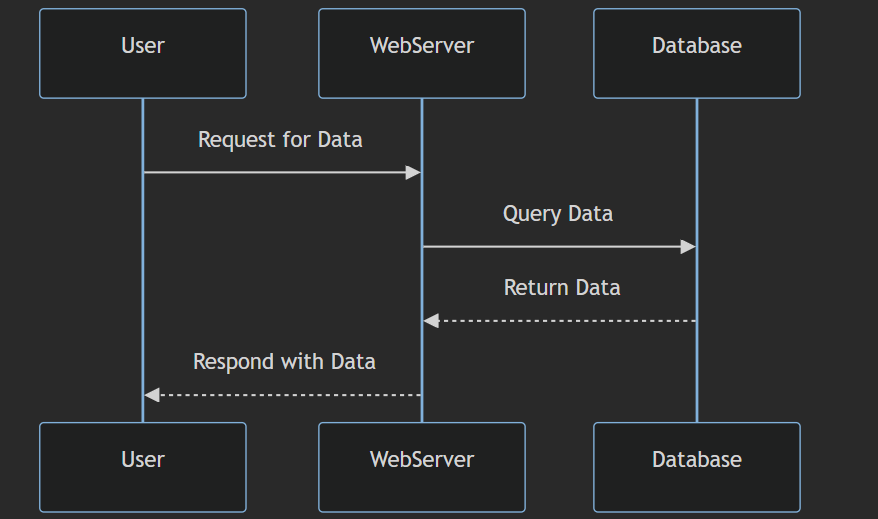 User
WebServer
Database
Request for Data
Query Data
Return Data
Respond with Data
User
WebServer
Database